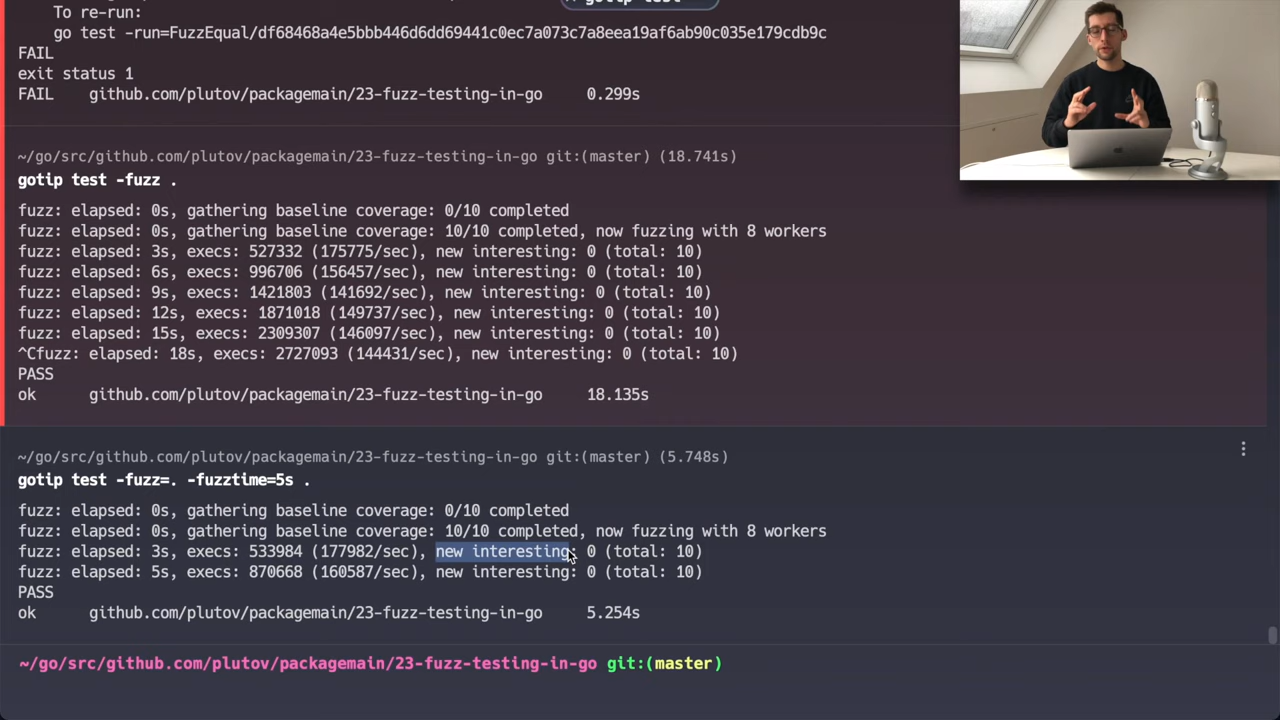 gotip test
To re-run:
go test -run=FuzzEqual/df68468a4e5bbb446d6dd69441c0ec7a073c7a8eea19af6ab90c035e179cdb9c
FAIL
exit status 1
FAIL github.com/plutov/packagemain/23-fuzz-testing-in-go 0.299s
~/go/src/github.com/plutov/packagemain/23-fuzz-testing-in-go git:(master) (18.741s)
gotip test -fuzz .
fuzz: elapsed: 0s, gathering baseline coverage: 0/10 completed
fuzz: elapsed: 0s, gathering baseline coverage: 10/10 completed, now fuzzing with 8 workers
fuzz: elapsed: 3s, execs: 527332 (175775/sec), new interesting: 0 (total: 10)
fuzz: elapsed: 6s, execs: 996706 (156457/sec), new interesting: 0 (total: 10)
fuzz: elapsed: 9s, execs: 1421803 (141692/sec), new interesting: 0 (total: 10)
fuzz: elapsed: 12s, execs: 1871018 (149737/sec), new interesting: 0 (total: 10)
fuzz: elapsed: 15s, execs: 2309307 (146097/sec), new interesting: 0 (total: 10)
^Cfuzz: elapsed: 18s, execs: 2727093 (144431/sec), new interesting: 0 (total: 10)
PASS
ok github.com/plutov/packagemain/23-fuzz-testing-in-go 18.135s
~/go/src/github.com/plutov/packagemain/23-fuzz-testing-in-go git:(master) (5.748s)
gotip test -fuzz=. -fuzztime=5s .
fuzz: elapsed: 0s, gathering baseline coverage: 0/10 completed
fuzz: elapsed: 0s, gathering baseline coverage: 10/10 completed, now fuzzing with 8 workers
fuzz: elapsed: 3s, execs: 533984 (177982/sec), new interesting: 0 (total: 10)
fuzz: elapsed: 5s, execs: 870668 (160587/sec), new interesting: 0 (total: 10)
PASS
ok github.com/plutov/packagemain/23-fuzz-testing-in-go 5.254s
~/go/src/github.com/plutov/packagemain/23-fuzz-testing-in-go git:(master)